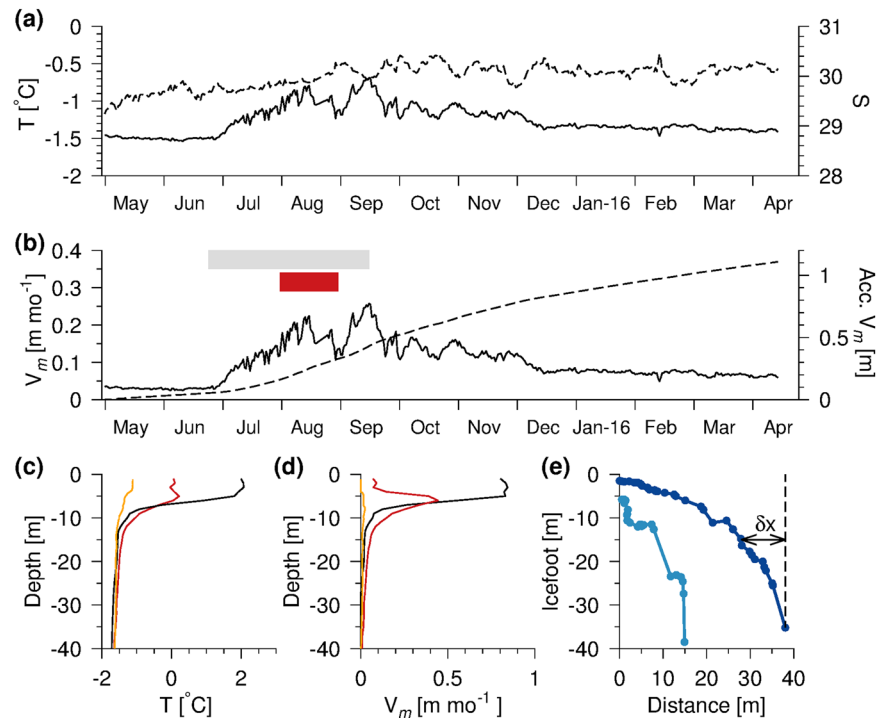 (a)
0
-0.5
-1
-1.5
-2
T [°C]
31
30
29
28
S
May Jun Jul Aug Sep Oct Nov Dec Jan-16 Feb Mar Apr
(b)
0.4
0.3
0.2
0.1
0
V_m [m mo⁻¹]
1
0.5
0
Acc. V_m [m]
May Jun Jul Aug Sep Oct Nov Dec Jan-16 Feb Mar Apr
(c)
0
-10
-20
-30
-40
Depth [m]
-2 0 2
T [°C]
(d)
0
-10
-20
-30
-40
Depth [m]
0 0.5 1
V_m [m mo⁻¹]
(e)
0
-10
-20
-30
-40
Icefoot [m]
δx
0 10 20 30 40
Distance [m]